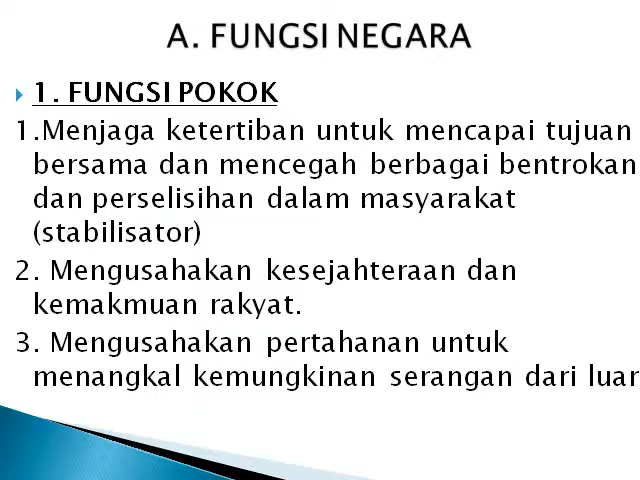 A. FUNGSI NEGARA
1. FUNGSI POKOK
1.Menjaga ketertiban untuk mencapai tujuan
bersama dan mencegah berbagai bentrokan
dan perselisihan dalam masyarakat
(stabilisator)
2. Mengusahakan kesejahteraan dan
kemakmuan rakyat.
3. Mengusahakan pertahanan untuk
menangkal kemungkinan serangan dari luar